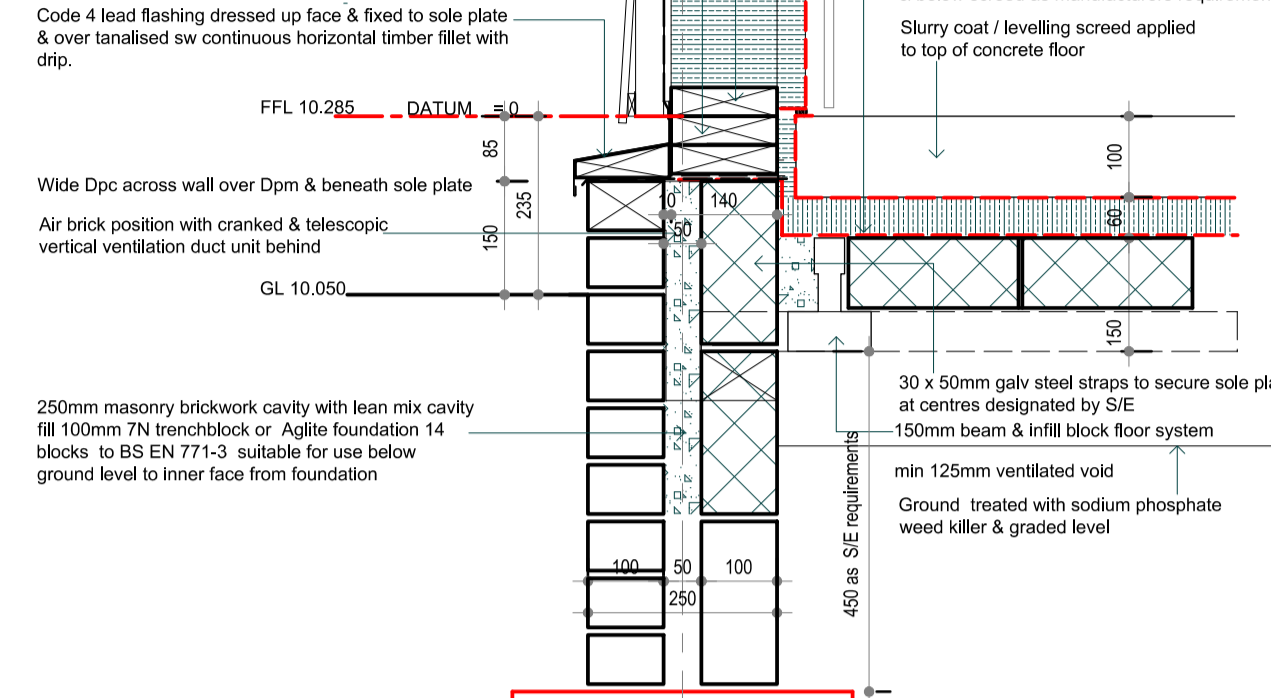 Code 4 lead flashing dressed up face & fixed to sole plate
& over tanalised sw continuous horizontal timber fillet with
drip.
Slurry coat / levelling screed applied
to top of concrete floor
FFL 10.285
DATUM = 0
85
235
150
10
140
50
100
60
150
Wide Dpc across wall over Dpm & beneath sole plate
Air brick position with cranked & telescopic
vertical ventilation duct unit behind
GL 10.050
250mm masonry brickwork cavity with lean mix cavity
fill 100mm 7N trenchblock or Aglite foundation 14
blocks to BS EN 771-3 suitable for use below
ground level to inner face from foundation
30 x 50mm galv steel straps to secure sole
at centres designated by S/E
150mm beam & infill block floor system
min 125mm ventilated void
Ground treated with sodium phosphate
weed killer & graded level
450 as S/E requirements
100
50
100
250